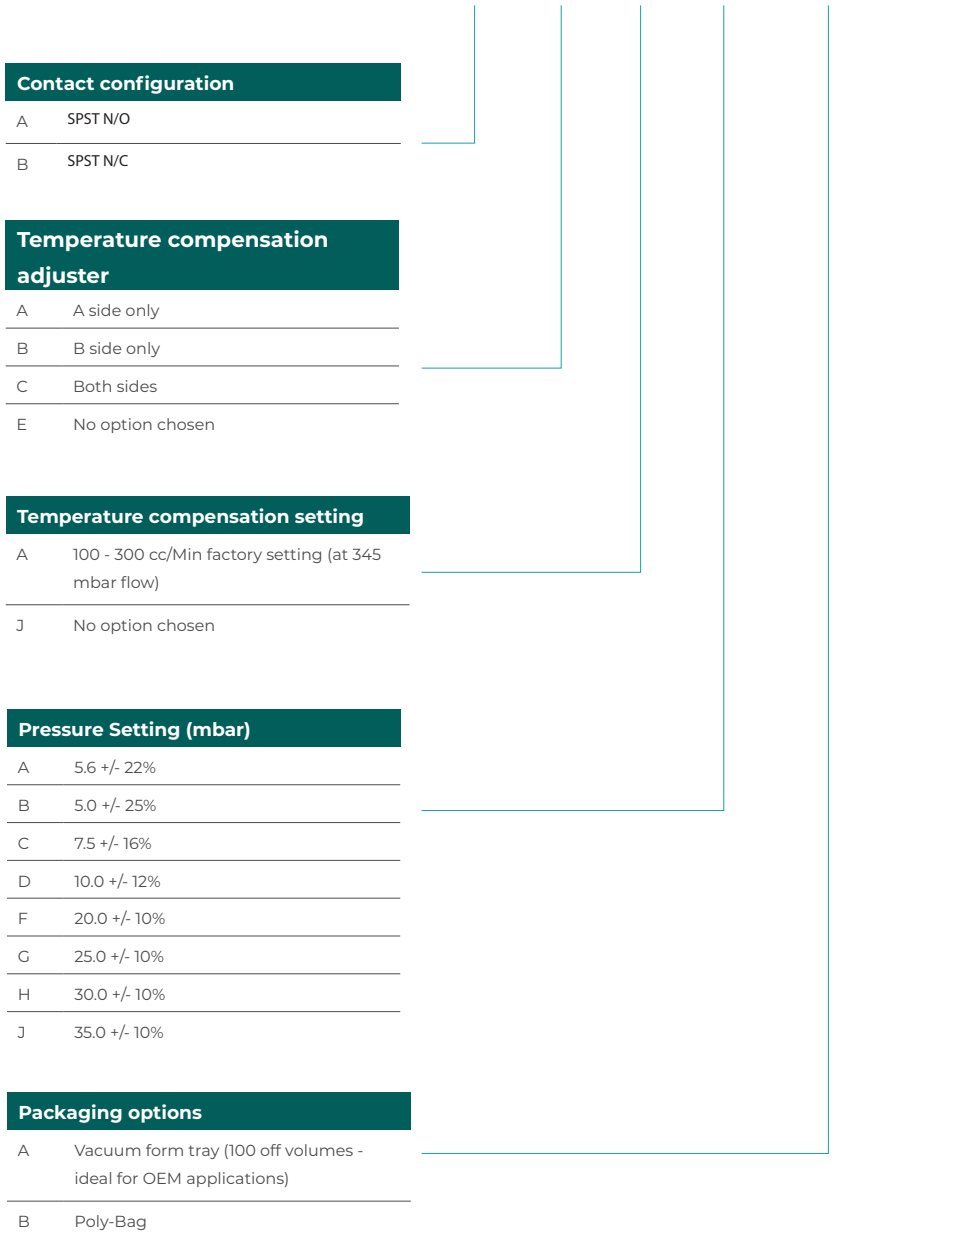 Contact configuration
A SPST N/O
B SPST N/C
Temperature compensation
adjuster
A A side only
B B side only
C Both sides
E No option chosen
Temperature compensation setting
A 100 - 300 cc/Min factory setting (at 345
mbar flow)
J No option chosen
Pressure Setting (mbar)
A 5.6 +/- 22%
B 5.0 +/- 25%
C 7.5 +/- 16%
D 10.0 +/- 12%
F 20.0 +/- 10%
G 25.0 +/- 10%
H 30.0 +/- 10%
J 35.0 +/- 10%
Packaging options
A Vacuum form tray (100 off volumes -
ideal for OEM applications)
B Poly-Bag